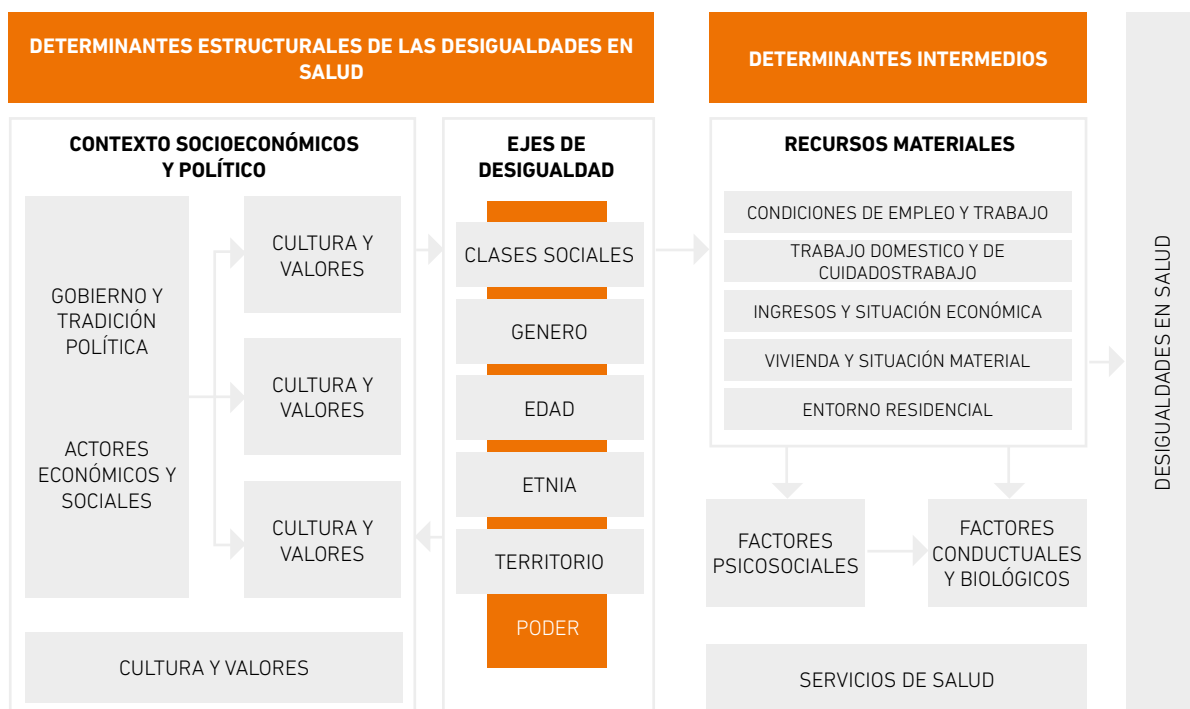 DETERMINANTES ESTRUCTURALES DE LAS DESIGUALDADES EN
SALUD
CONTEXTO SOCIOECONÓMICOS
Y POLÍTICO
GOBIERNO Y
TRADICIÓN
POLÍTICA
ACTORES
ECONÓMICOS Y
SOCIALES
CULTURA Y
VALORES
CULTURA Y
VALORES
CULTURA Y
VALORES
CULTURA Y VALORES
EJES DE
DESIGUALDAD
CLASES SOCIALES
GENERO
EDAD
ETNIA
TERRITORIO
PODER
DETERMINANTES INTERMEDIOS
RECURSOS MATERIALES
CONDICIONES DE EMPLEO Y TRABAJO
TRABAJO DOMESTICO Y DE
CUIDADOSTRABAJO
INGRESOS Y SITUACIÓN ECONÓMICA
VIVIENDA Y SITUACIÓN MATERIAL
ENTORNO RESIDENCIAL
FACTORES
PSICOSOCIALES
FACTORES
CONDUCTUALES
Y BIOLÓGICOS
SERVICIOS DE SALUD
DESIGUALDADES EN SALUD